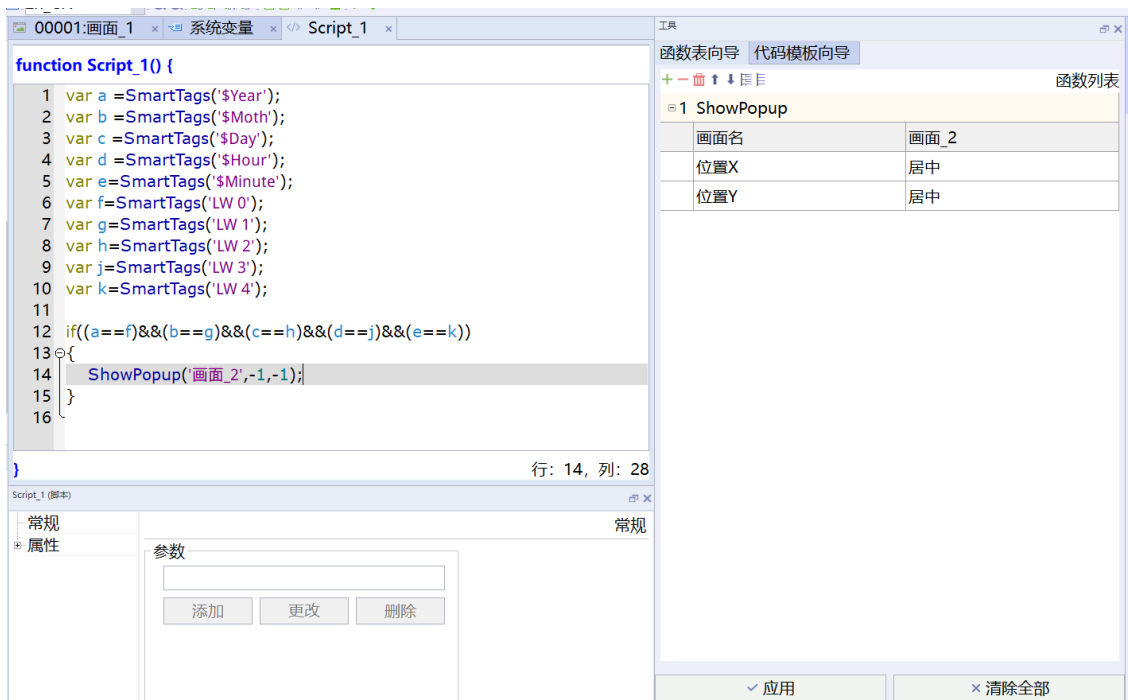 00001:画面_1 × 系统变量 × Script_1 ×
function Script_1() {
1 var a =SmartTags('$Year');
2 var b =SmartTags('$Moth');
3 var c =SmartTags('$Day');
4 var d =SmartTags('$Hour');
5 var e=SmartTags('$Minute');
6 var f=SmartTags('LW 0');
7 var g=SmartTags('LW 1');
8 var h=SmartTags('LW 2');
9 var j=SmartTags('LW 3');
10 var k=SmartTags('LW 4');
11
12 if((a==f)&&(b==g)&&(c==h)&&(d==j)&&(e==k))
13 {
14 ShowPopup('画面_2',-1,-1);
15 }
16
}
行: 14, 列: 28
Script_1 (脚本)
常规
属性
常规
参数
添加 更改 删除
工具
函数表向导 代码模板向导
函数列表
1 ShowPopup
画面名 画面_2
位置X 居中
位置Y 居中
应用 清除全部